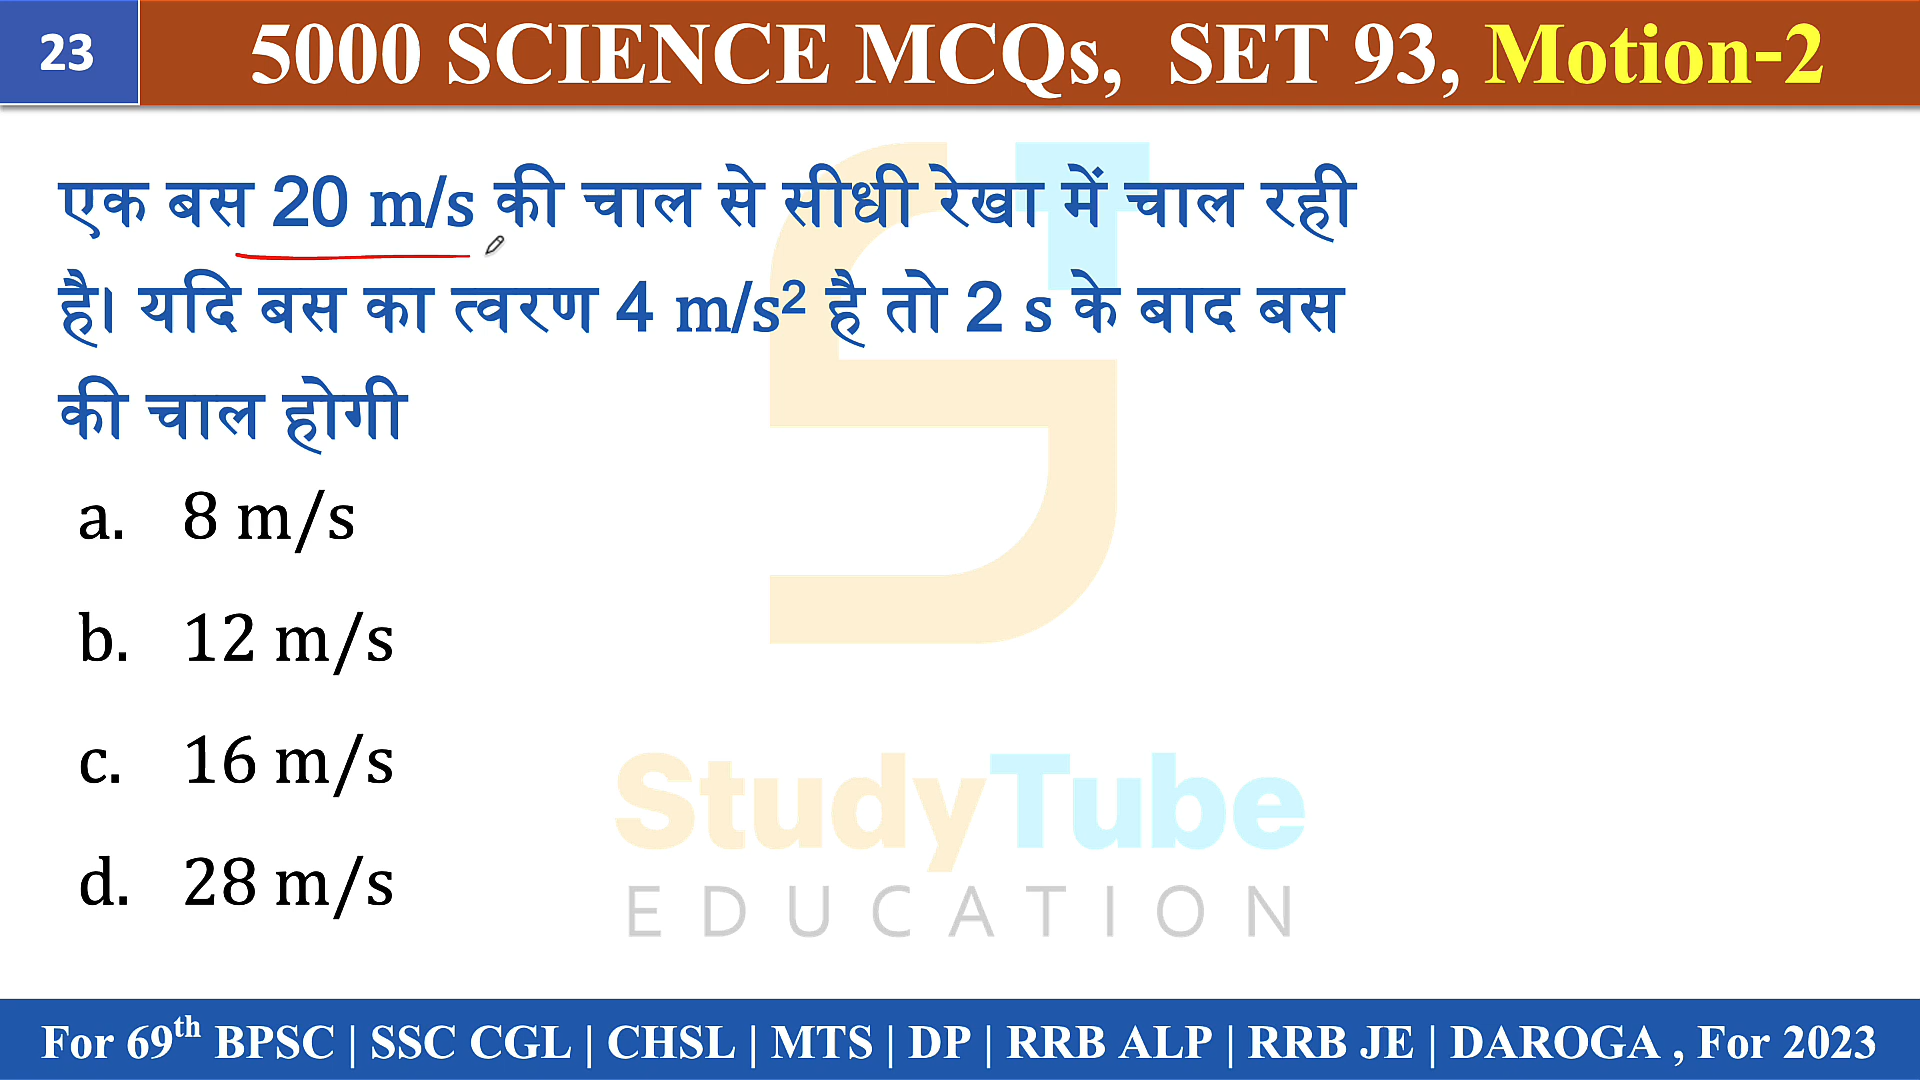 23
5000 SCIENCE MCQs, SET 93, Motion-2
एक बस 20 m/s की चाल से सीधी रेखा में चाल रही
है। यदि बस का त्वरण 4 m/s² है तो 2 s के बाद बस
की चाल होगी
a. 8 m/s
b. 12 m/s
c. 16 m/s
d. 28 m/s
StudyTube
EDUCATION
For 69th BPSC | SSC CGL | CHSL | MTS | DP | RRB ALP | RRB JE | DAROGA , For 2023